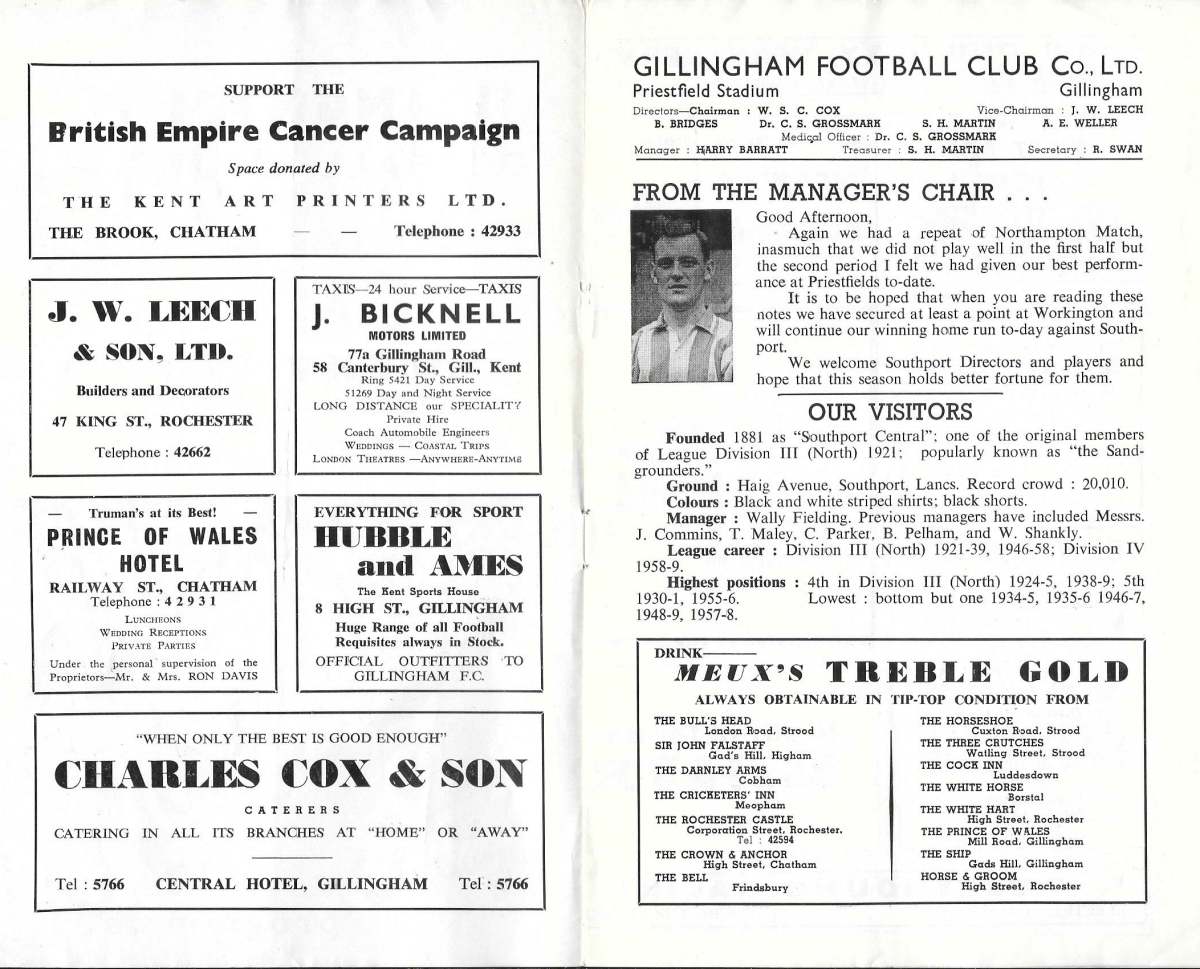 SUPPORT THE
British Empire Cancer Campaign
Space donated by
THE KENT ART PRINTERS LTD.
THE BROOK, CHATHAM — — Telephone : 42933
J. W. LEECH
& SON, LTD.
Builders and Decorators
47 KING ST., ROCHESTER
Telephone : 42662
TAXIS—24 hour Service—TAXIS
J. BICKNELL
MOTORS LIMITED
77a Gillingham Road
58 Canterbury St., Gill., Kent
Ring 5421 Day Service
51269 Day and Night Service
LONG DISTANCE our SPECIALITY
Private Hire
Coach Automobile Engineers
WEDDINGS — COASTAL TRIPS
LONDON THEATRES —ANYWHERE-ANYTIME
— Truman's at its Best! —
PRINCE OF WALES
HOTEL
RAILWAY ST., CHATHAM
Telephone : 4 2 9 3 1
LUNCHEONS
WEDDING RECEPTIONS
PRIVATE PARTIES
Under the personal supervision of the
Proprietors—Mr. & Mrs. RON DAVIS
EVERYTHING FOR SPORT
HUBBLE
and AMES
The Kent Sports House
8 HIGH ST., GILLINGHAM
Huge Range of all Football
Requisites always in Stock.
OFFICIAL OUTFITTERS TO
GILLINGHAM F.C.
"WHEN ONLY THE BEST IS GOOD ENOUGH"
CHARLES COX & SON
CATERERS
CATERING IN ALL ITS BRANCHES AT "HOME" OR "AWAY"
Tel : 5766 CENTRAL HOTEL, GILLINGHAM Tel : 5766
GILLINGHAM FOOTBALL CLUB Co., LTD.
Priestfield Stadium Gillingham
Directors—Chairman : W. S. C. COX Vice-Chairman : J. W. LEECH
B. BRIDGES Dr. C. S. GROSSMARK S. H. MARTIN A. E. WELLER
Medical Officer : Dr. C. S. GROSSMARK
Manager : HARRY BARRATT Treasurer : S. H. MARTIN Secretary : R. SWAN
FROM THE MANAGER'S CHAIR . . .
Good Afternoon,
Again we had a repeat of Northampton Match,
inasmuch that we did not play well in the first half but
the second period I felt we had given our best perform-
ance at Priestfields to-date.
It is to be hoped that when you are reading these
notes we have secured at least a point at Workington and
will continue our winning home run to-day against South-
port.
We welcome Southport Directors and players and
hope that this season holds better fortune for them.
OUR VISITORS
Founded 1881 as "Southport Central"; one of the original members
of League Division III (North) 1921; popularly known as "the Sand-
grounders."
Ground : Haig Avenue, Southport, Lancs. Record crowd : 20,010.
Colours : Black and white striped shirts; black shorts.
Manager : Wally Fielding. Previous managers have included Messrs.
J. Commins, T. Maley, C. Parker, B. Pelham, and W. Shankly.
League career : Division III (North) 1921-39, 1946-58; Division IV
1958-9.
Highest positions : 4th in Division III (North) 1924-5, 1938-9; 5th
1930-1, 1955-6. Lowest : bottom but one 1934-5, 1935-6 1946-7,
1948-9, 1957-8.
DRINK—
MEUX'S TREBLE GOLD
ALWAYS OBTAINABLE IN TIP-TOP CONDITION FROM
THE BULL'S HEAD
London Road, Strood
SIR JOHN FALSTAFF
Gad's Hill, Higham
THE DARNLEY ARMS
Cobham
THE CRICKETERS' INN
Meopham
THE ROCHESTER CASTLE
Corporation Street, Rochester.
Tel : 42594
THE CROWN & ANCHOR
High Street, Chatham
THE BELL
Frindsbury
THE HORSESHOE
Cuxton Road, Strood
THE THREE CRUTCHES
Watling Street, Strood
THE COCK INN
Luddesdown
THE WHITE HORSE
Borstal
THE WHITE HART
High Street, Rochester
THE PRINCE OF WALES
Mill Road, Gillingham
THE SHIP
Gads Hill, Gillingham
HORSE & GROOM
High Street, Rochester